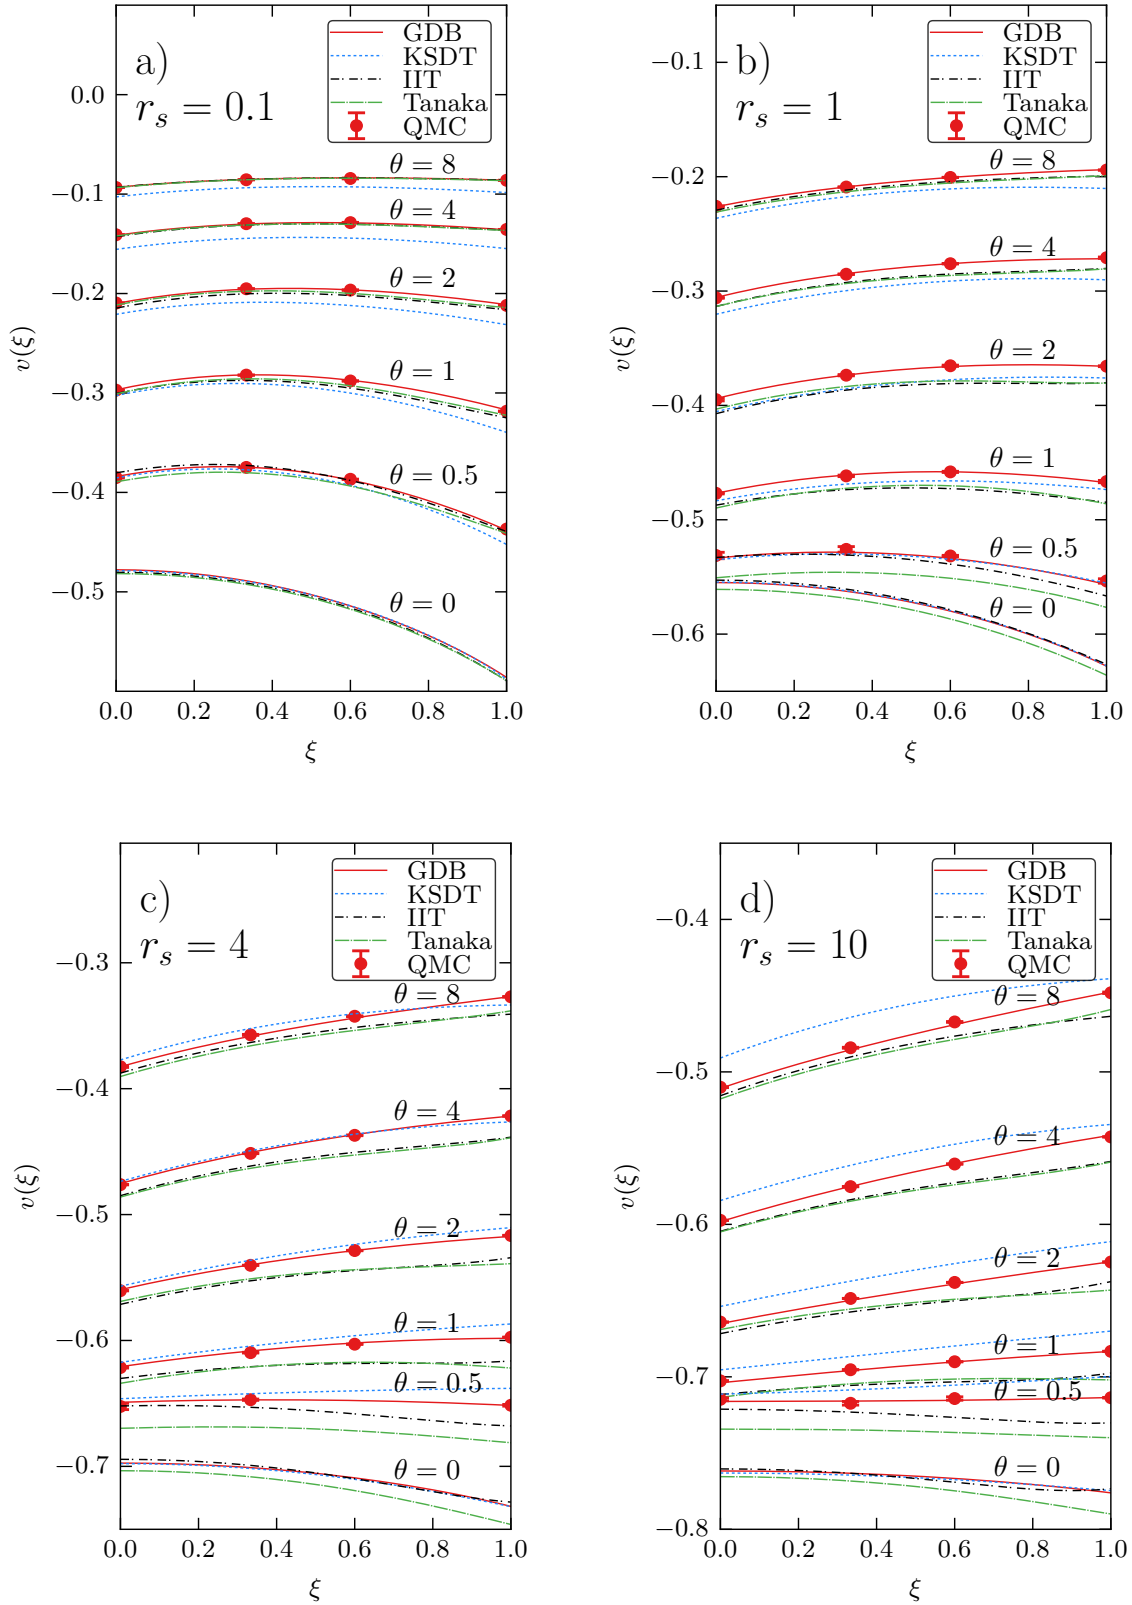 a)
r_s = 0.1
GDB
KSDT
IIT
Tanaka
QMC
θ = 8
θ = 4
θ = 2
θ = 1
θ = 0.5
θ = 0
0.0
−0.1
−0.2
−0.3
−0.4
−0.5
v(ξ)
0.0 0.2 0.4 0.6 0.8 1.0
ξ
b)
r_s = 1
GDB
KSDT
IIT
Tanaka
QMC
θ = 8
θ = 4
θ = 2
θ = 1
θ = 0.5
θ = 0
−0.1
−0.2
−0.3
−0.4
−0.5
−0.6
v(ξ)
0.0 0.2 0.4 0.6 0.8 1.0
ξ
c)
r_s = 4
GDB
KSDT
IIT
Tanaka
QMC
θ = 8
θ = 4
θ = 2
θ = 1
θ = 0.5
θ = 0
−0.3
−0.4
−0.5
−0.6
−0.7
v(ξ)
0.0 0.2 0.4 0.6 0.8 1.0
ξ
d)
r_s = 10
GDB
KSDT
IIT
Tanaka
QMC
θ = 8
θ = 4
θ = 2
θ = 1
θ = 0.5
θ = 0
−0.4
−0.5
−0.6
−0.7
−0.8
v(ξ)
0.0 0.2 0.4 0.6 0.8 1.0
ξ